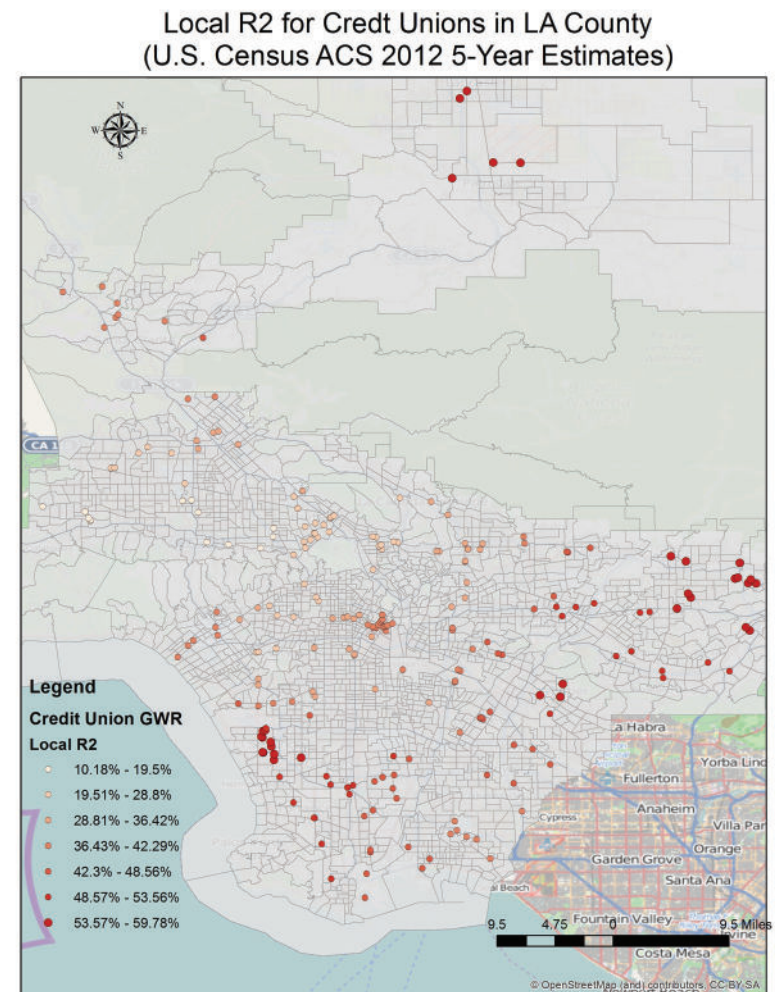 Local R2 for Credt Unions in LA County
(U.S. Census ACS 2012 5-Year Estimates)
N
W E
S
CA 1
Legend
Credit Union GWR
Local R2
10.18% - 19.5%
19.51% - 28.8%
28.81% - 36.42%
36.43% - 42.29%
42.3% - 48.56%
48.57% - 53.56%
53.57% - 59.78%
a Habra
Yorba Lind
Fullerton
Anaheim
Cypress
Villa Par
Orange
Garden Grove
Santa Ana
al Beach
Fountain Valley
9.5 4.75 0 9.5 Miles
Irvine
Costa Mesa
© OpenStreetMap (and) contributors, CC-BY-SA